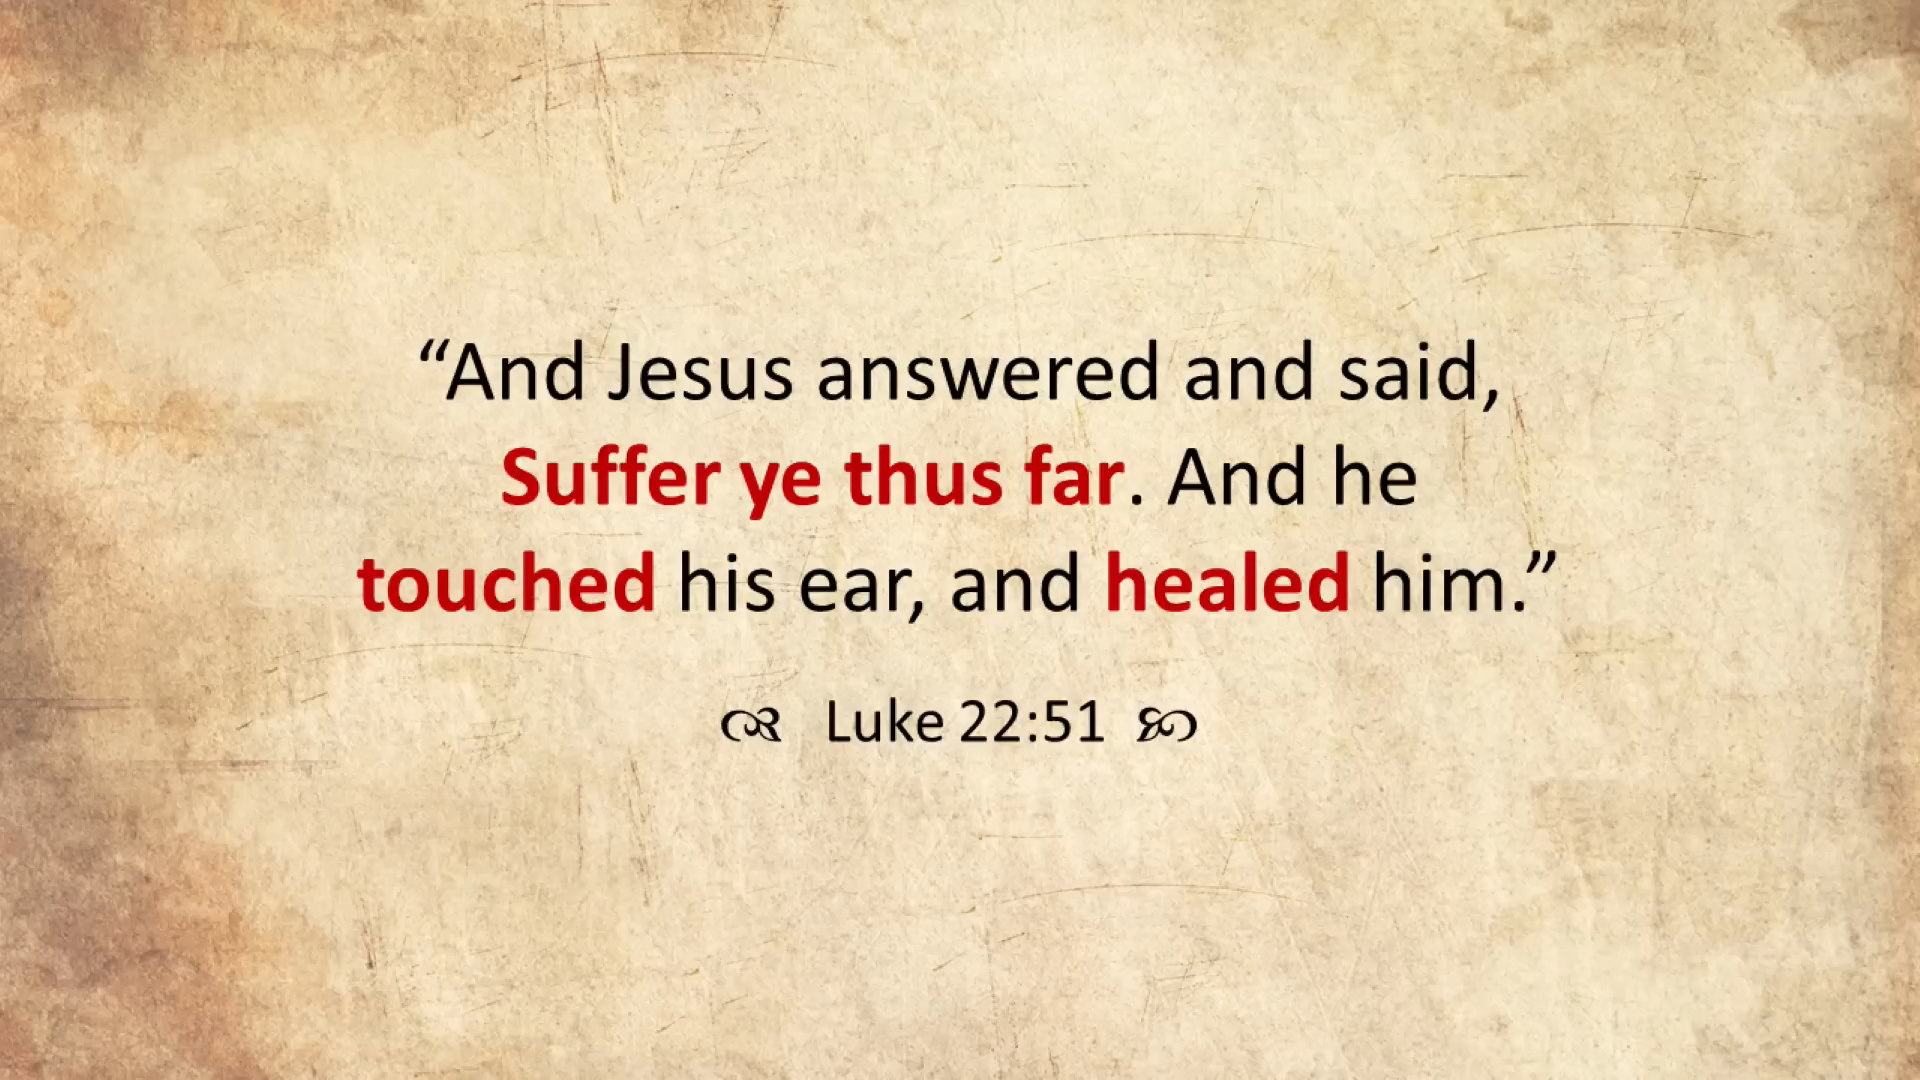 “And Jesus answered and said,
Suffer ye thus far. And he
touched his ear, and healed him.”
Luke 22:51